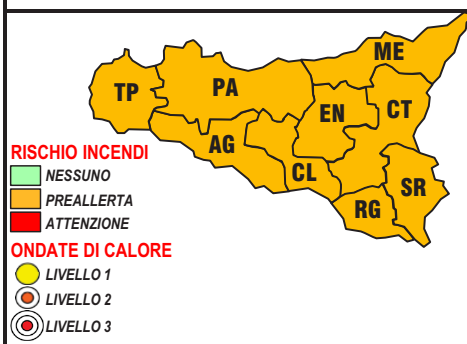 ME
TP
PA
EN
CT
AG
CL
SR
RG
RISCHIO INCENDI
NESSUNO
PREALLERTA
ATTENZIONE
ONDATE DI CALORE
LIVELLO 1
LIVELLO 2
LIVELLO 3